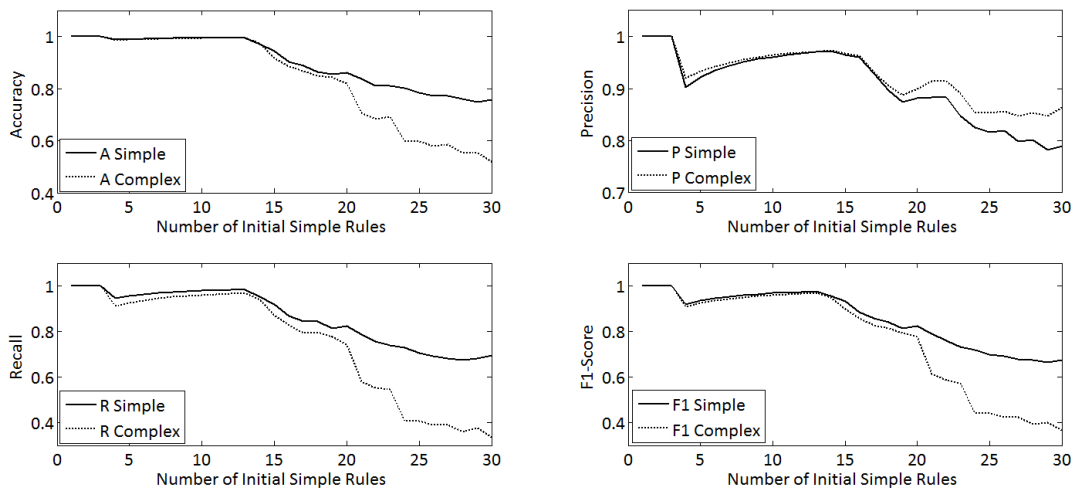 1
0.8
0.6
0.4
Accuracy
A Simple
A Complex
0 5 10 15 20 25 30
Number of Initial Simple Rules
1
0.9
0.8
0.7
Precision
P Simple
P Complex
0 5 10 15 20 25 30
Number of Initial Simple Rules
1
0.8
0.6
0.4
Recall
R Simple
R Complex
0 5 10 15 20 25 30
Number of Initial Simple Rules
1
0.8
0.6
0.4
F1-Score
F1 Simple
F1 Complex
0 5 10 15 20 25 30
Number of Initial Simple Rules